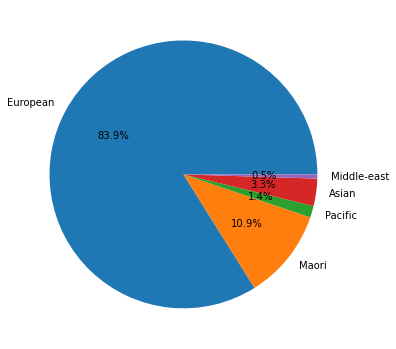 European
83.9%
0.5%
Middle-east
3.3%
Asian
1.4%
Pacific
10.9%
Maori